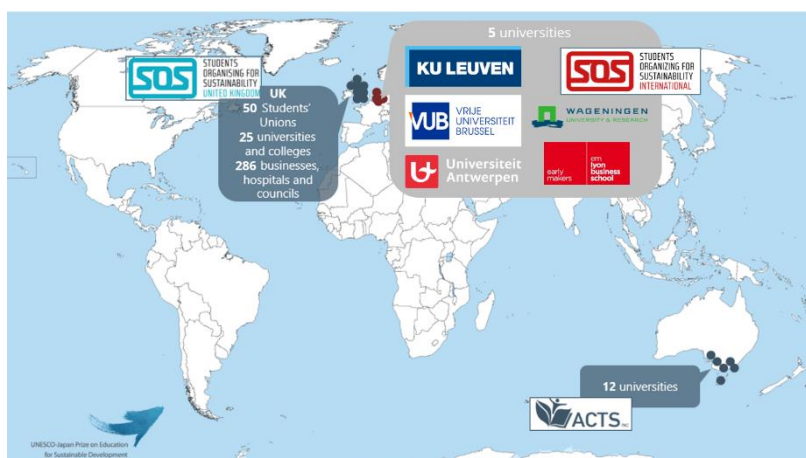 5 universities
KU LEUVEN
SOS
STUDENTS
ORGANIZING FOR
SUSTAINABILITY
INTERNATIONAL
VUB
VRIJE
UNIVERSITEIT
BRUSSEL
WAGENINGEN
UNIVERSITY & RESEARCH
Universiteit
Antwerpen
early
makers
em
lyon
business
school
SOS
STUDENTS
ORGANISING FOR
SUSTAINABILITY
UNITED KINGDOM
UK
50 Students'
Unions
25 universities
and colleges
286 businesses,
hospitals and
councils
12 universities
ACTS INC
UNESCO-Japan Prize on Education
for Sustainable Development